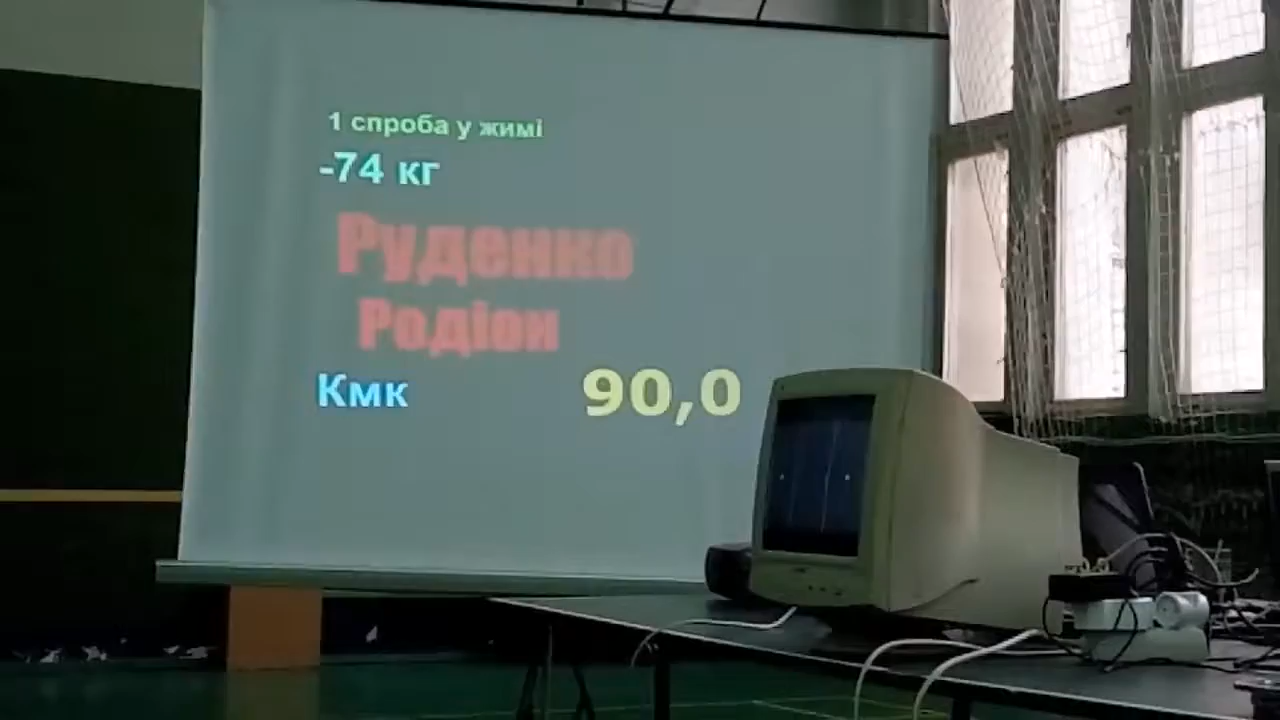 1 спроба у жимі
-74 кг
Руденко
Родіон
Кмк 90,0